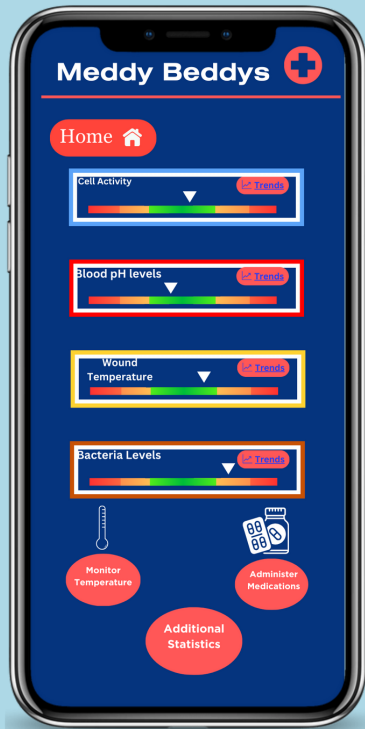 Meddy Beddys
Home
Cell Activity
Trends
Blood pH levels
Trends
Wound
Temperature
Trends
Bacteria Levels
Trends
Monitor
Temperature
Administer
Medications
Additional
Statistics